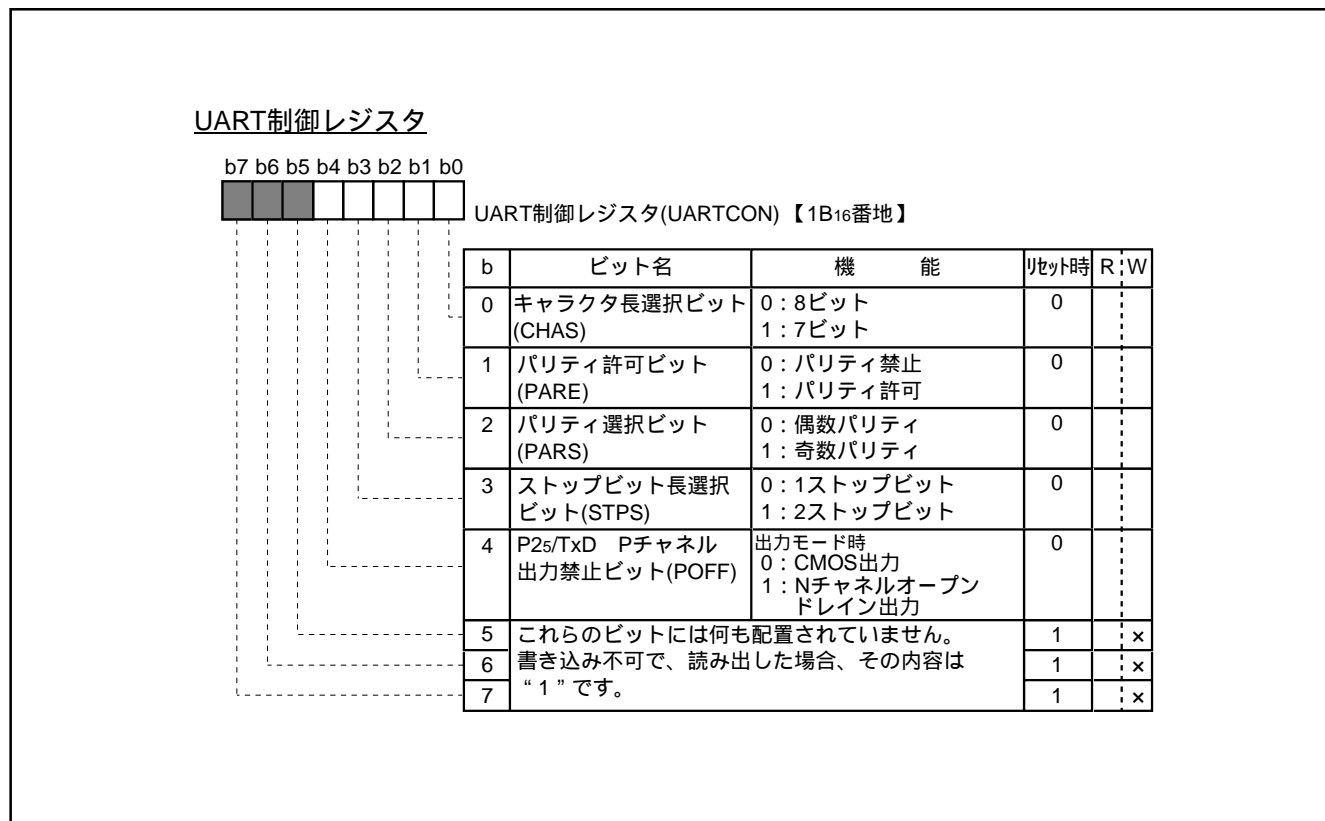 UART制御レジスタ
b7 b6 b5 b4 b3 b2 b1 b0
UART制御レジスタ(UARTCON)【1B16番地】
b ビット名 機 能 リセット時 R W
0 キャラクタ長選択ビット 0：8ビット 0
(CHAS) 1：7ビット
1 パリティ許可ビット 0：パリティ禁止 0
(PARE) 1：パリティ許可
2 パリティ選択ビット 0：偶数パリティ 0
(PARS) 1：奇数パリティ
3 ストップビット長選択 0：1ストップビット 0
ビット(STPS) 1：2ストップビット
4 P25/TxD Pチャネル 出力モード時 0
出力禁止ビット(POFF) 0：CMOS出力
1：Nチャネルオープン
ドレイン出力
5 これらのビットには何も配置されていません。 1 ×
6 書き込み不可で、読み出した場合、その内容は 1 ×
7 “1”です。 1 ×